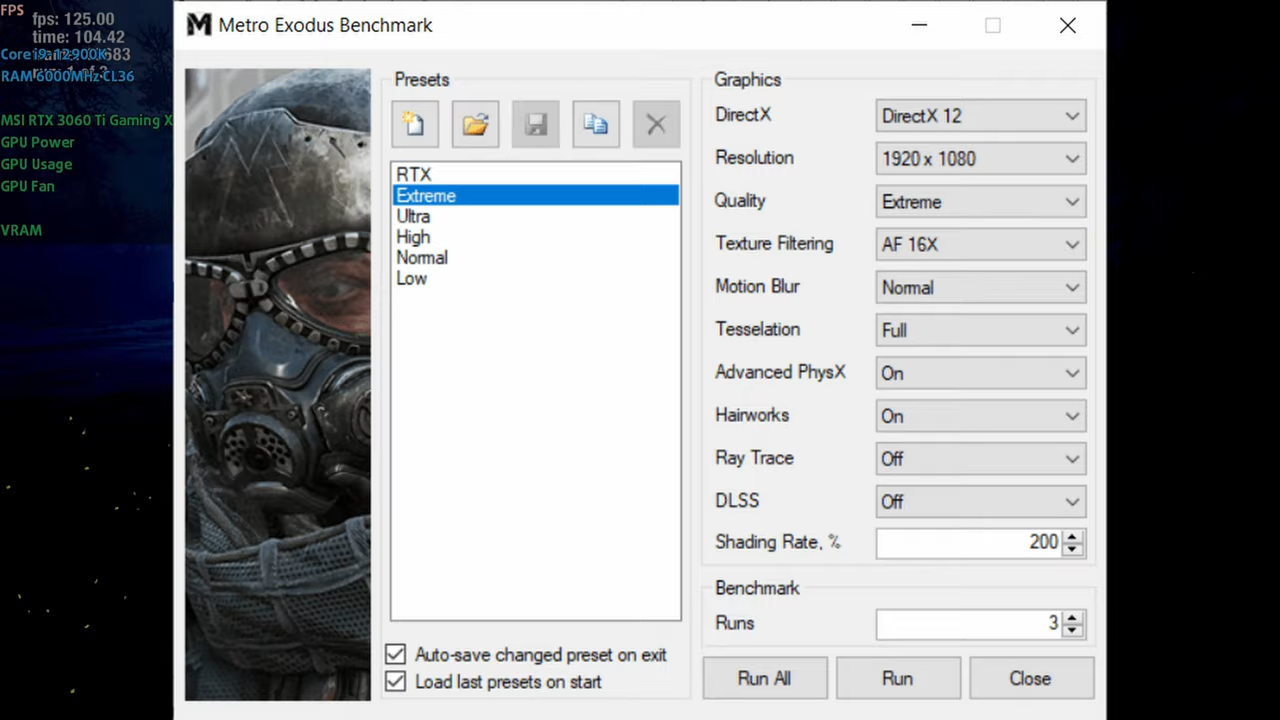 FPS
fps: 125.00
time: 104.42
Core i9-12900K
683
RAM 6000MHz CL36
MSI RTX 3060 Ti Gaming X
GPU Power
GPU Usage
GPU Fan
VRAM
Metro Exodus Benchmark
Presets
RTX
Extreme
Ultra
High
Normal
Low
Auto-save changed preset on exit
Load last presets on start
Graphics
DirectX
DirectX 12
Resolution
1920 x 1080
Quality
Extreme
Texture Filtering
AF 16X
Motion Blur
Normal
Tesselation
Full
Advanced PhysX
On
Hairworks
On
Ray Trace
Off
DLSS
Off
Shading Rate, %
200
Benchmark
Runs
3
Run All
Run
Close